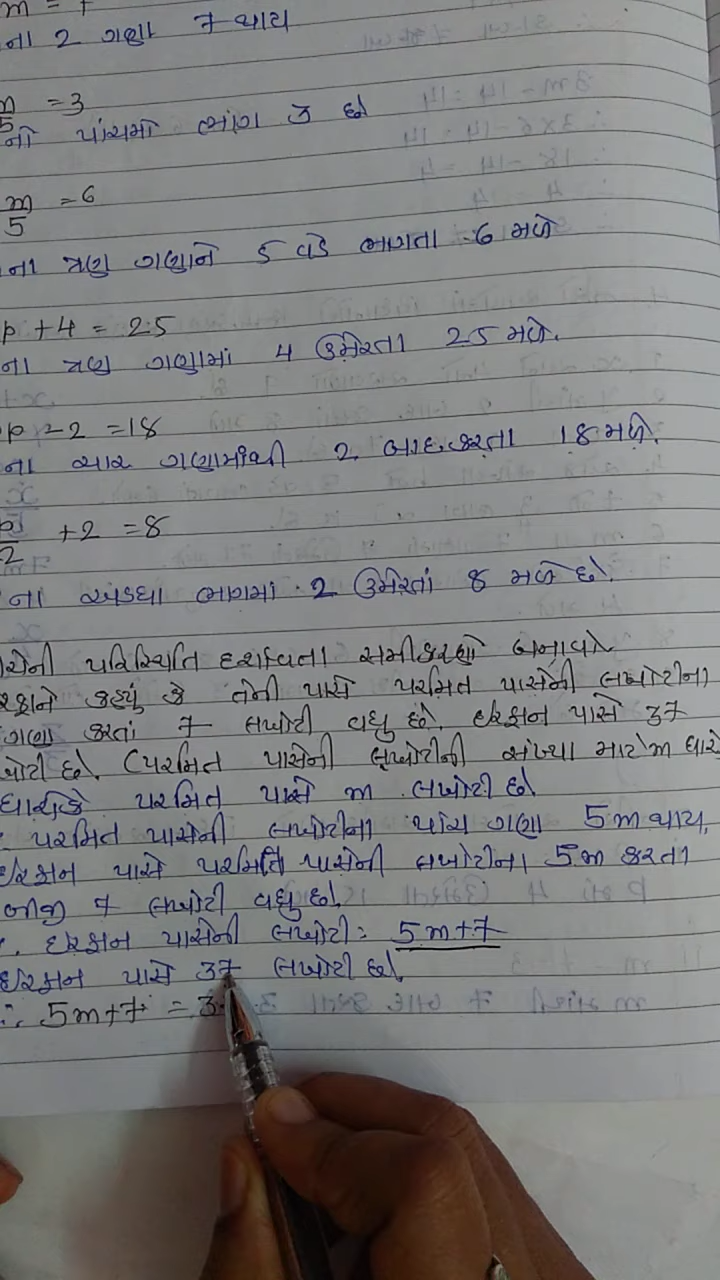 m = 7
ના 2 ગણા 7 થાય
m/5 = 3
નો પાંચમો ભાગ 3 છે
m/5 = 6
ના ત્રણ ગણાને 5 વડે ભાગતા 6 મળે
p + 4 = 25
ના ત્રણ ગણામાં 4 ઉમેરતા 25 મળે.
p - 2 = 18
ના ચાર ગણામાંથી 2 બાદ કરતા 18 મળે.
p/2 + 2 = 8
ના અડધા ભાગમાં 2 ઉમેરતાં 8 મળે છે.
પરિસ્થિતિ દર્શાવતા સમીકરણો બનાવો
કહ્યું કે તેની પાસે પરમિત પાસેની લખોટીના
ગણા કરતાં 7 લખોટી વધુ છે. ઇરફાન પાસે 37
ખોટી છે. (પરમિત પાસેની લખોટીની સંખ્યા માટે m ધારો
ધારોકે પરમિત પાસે m લખોટી છે
: પરમિત પાસેની લખોટીના પાંચ ગણા 5m થાય.
ઇરફાન પાસે પરમિત પાસેની લખોટીના 5m કરતા
બીજી 7 લખોટી વધુ છે.
. ઇરફાન પાસેની લખોટી: 5m+7
ઇરફાન પાસે 37 લખોટી છે.
∴ 5m+7 = 3